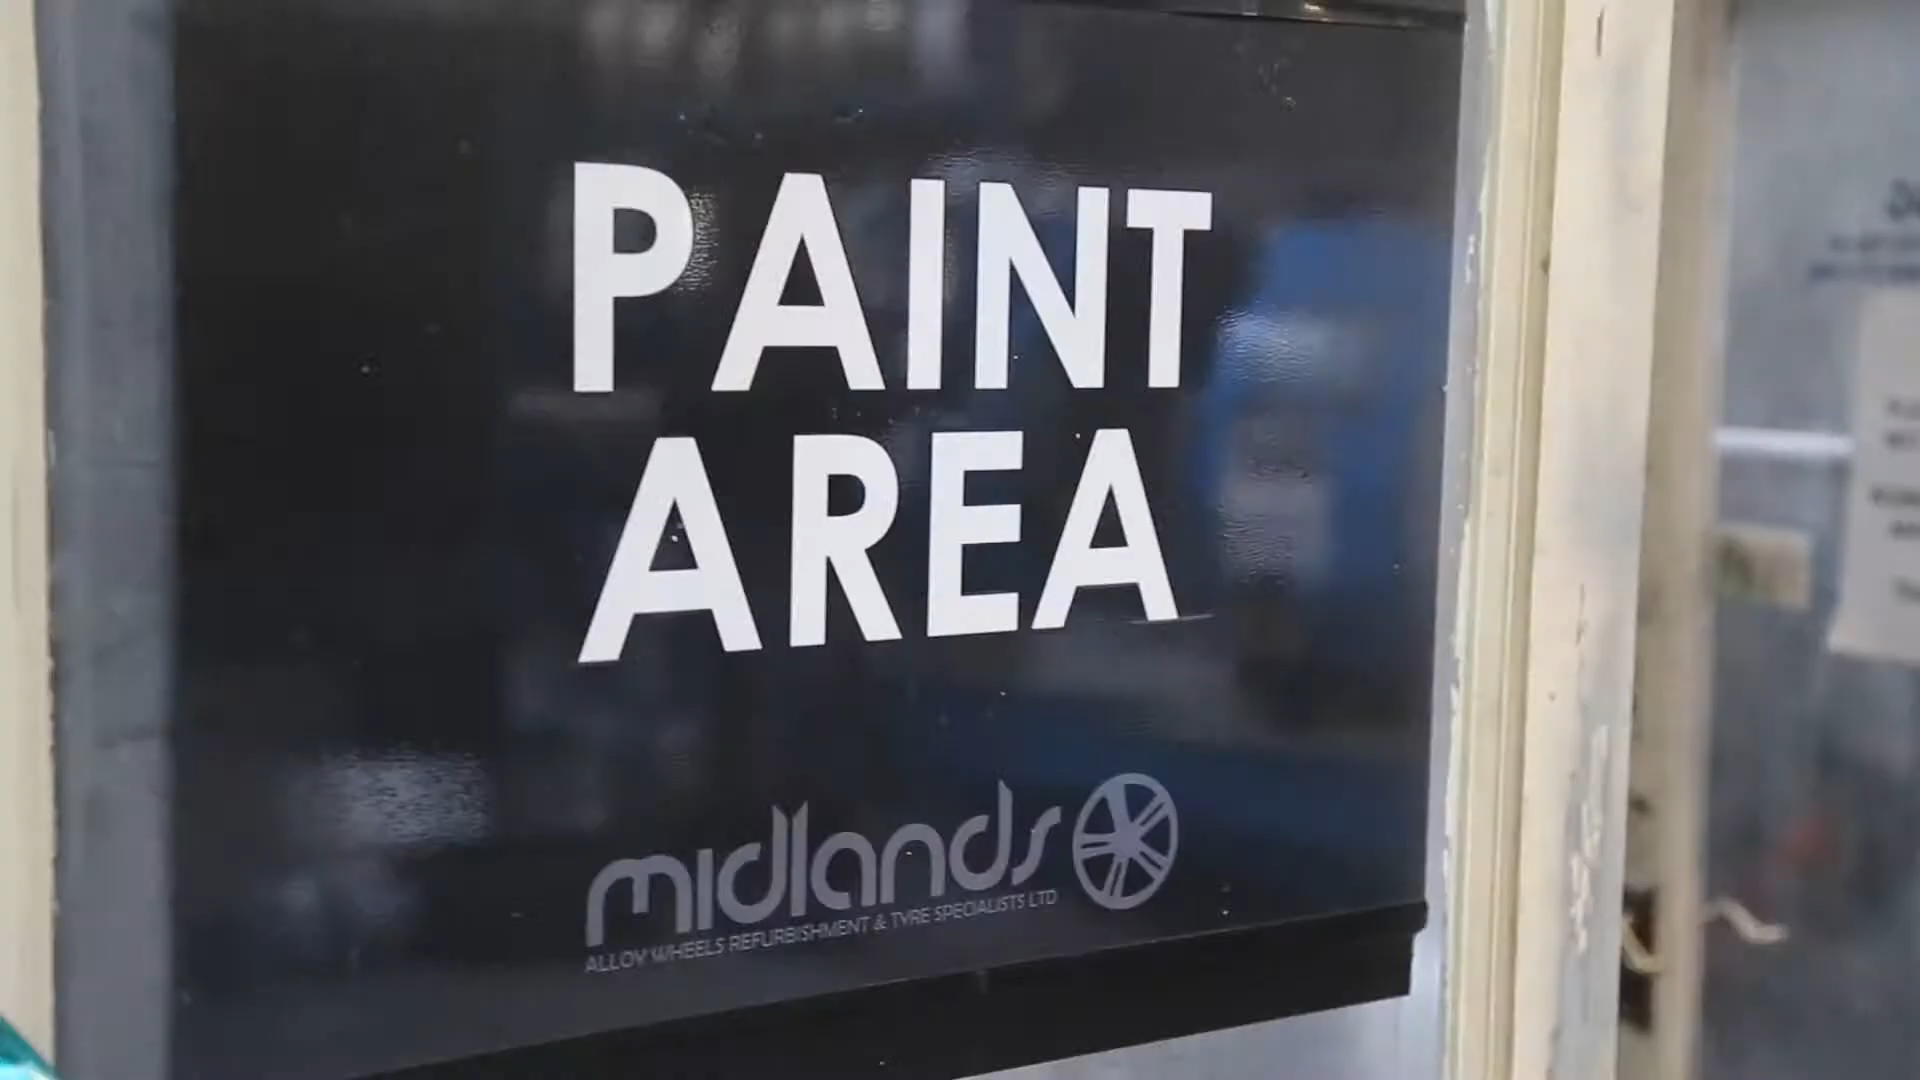 PAINT
AREA
midlands
ALLOY WHEELS REFURBISHMENT & TYRE SPECIALISTS LTD